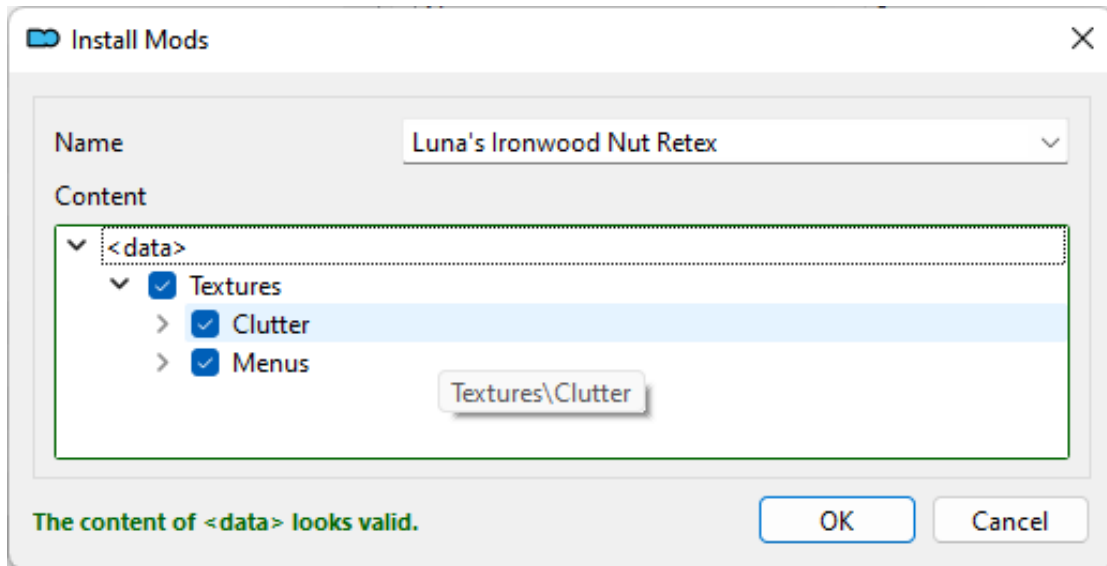 Install Mods
Name
Luna's Ironwood Nut Retex
Content
<data>
Textures
Clutter
Menus
Textures\Clutter
The content of <data> looks valid.
OK
Cancel